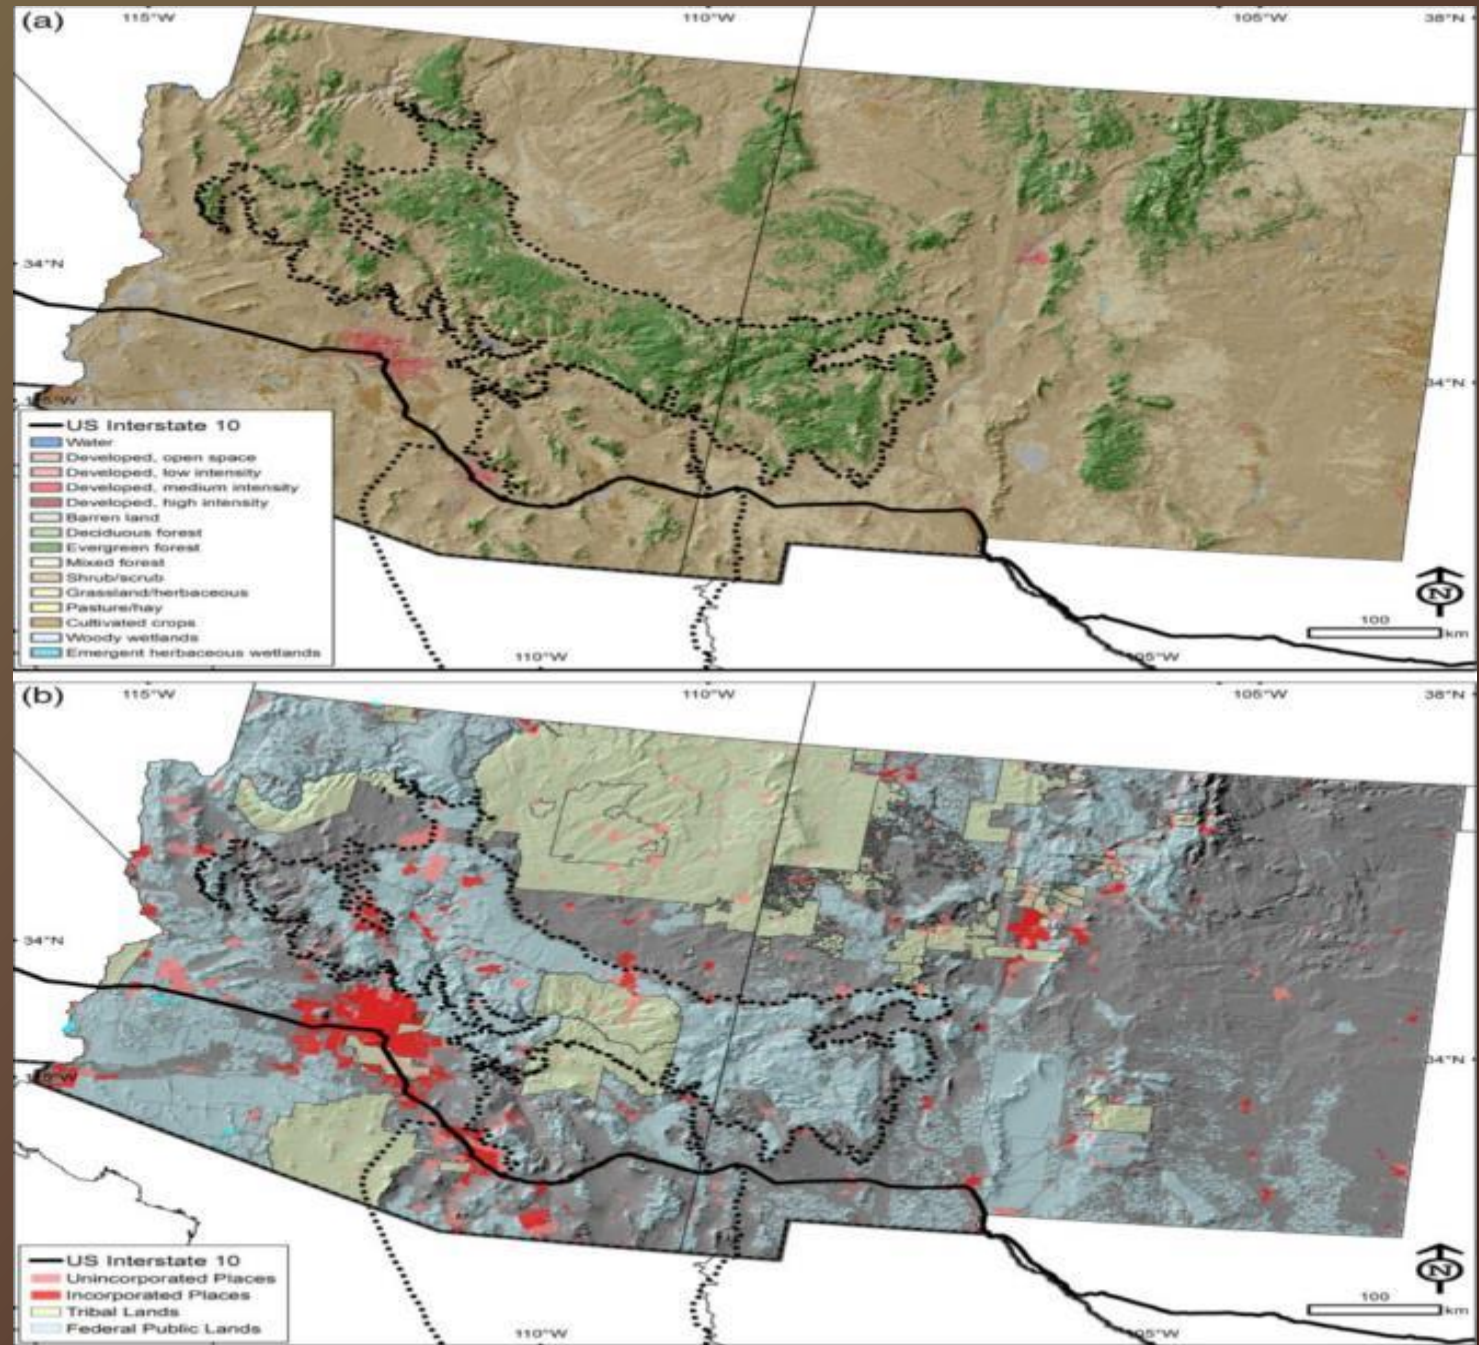 (a)
115°W 110°W 105°W 38°N
34°N
34°N
115°W
US Interstate 10
Water
Developed, open space
Developed, low intensity
Developed, medium intensity
Developed, high intensity
Barren land
Deciduous forest
Evergreen forest
Mixed forest
Shrub/scrub
Grassland/herbaceous
Pasture/hay
Cultivated crops
Woody wetlands
Emergent herbaceous wetlands
N
100
km
110°W 105°W
(b)
115°W 110°W 105°W 38°N
34°N
34°N
115°W
US Interstate 10
Unincorporated Places
Incorporated Places
Tribal Lands
Federal Public Lands
N
100
km
110°W 105°W